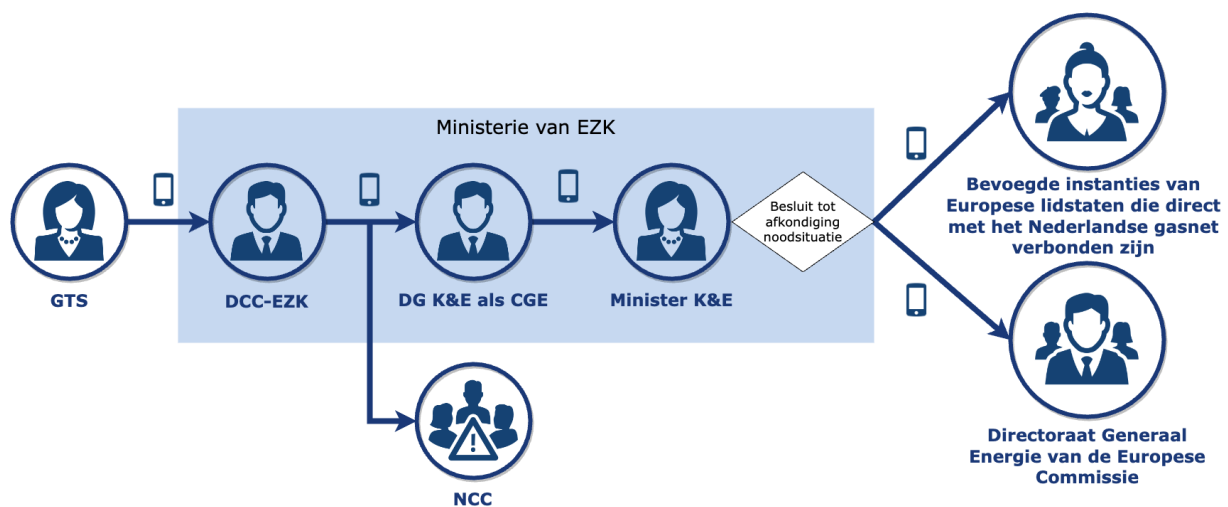 Ministerie van EZK
GTS
DCC-EZK
DG K&E als CGE
Minister K&E
Besluit tot
afkondiging
noodsituatie
NCC
Bevoegde instanties van
Europese lidstaten die direct
met het Nederlandse gasnet
verbonden zijn
Directoraat Generaal
Energie van de Europese
Commissie